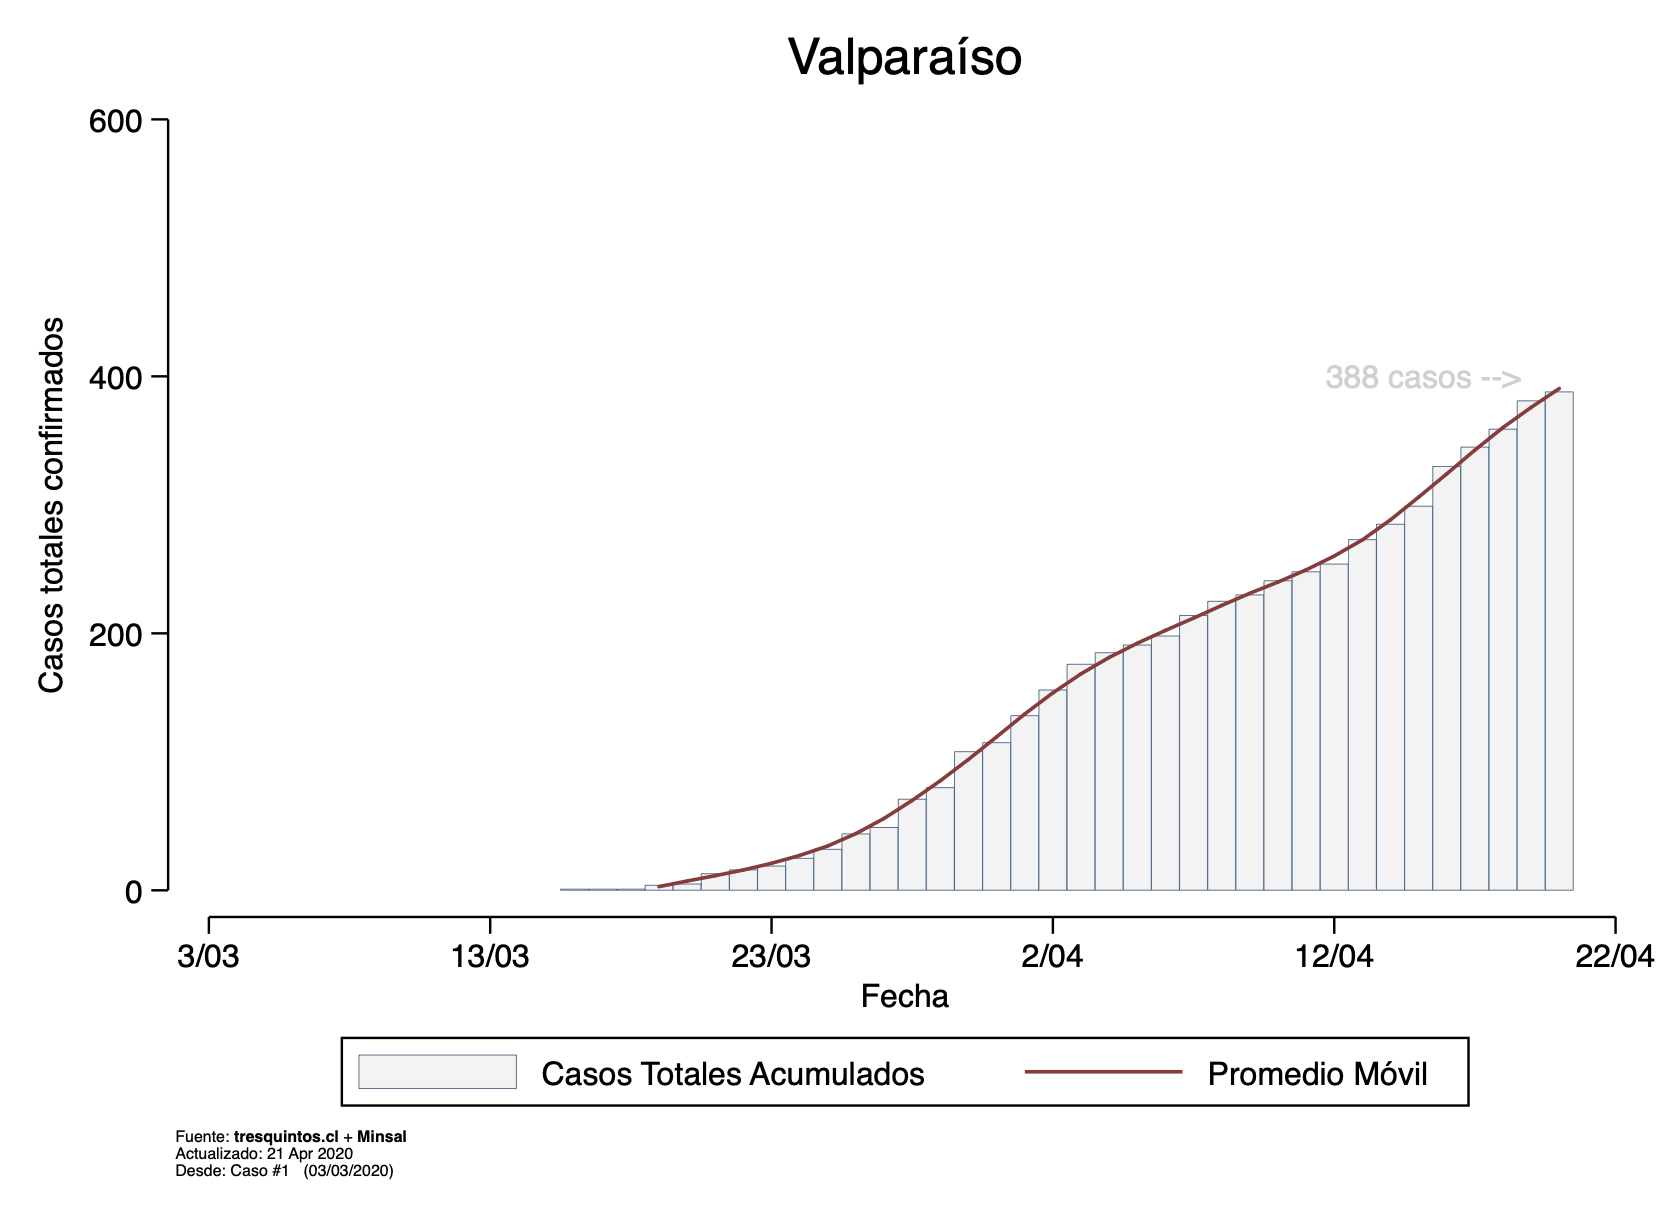 Valparaíso
600
400
200
0
Casos totales confirmados
388 casos -->
3/03 13/03 23/03 2/04 12/04 22/04
Fecha
Casos Totales Acumulados Promedio Móvil
Fuente: tresquintos.cl + Minsal
Actualizado: 21 Apr 2020
Desde: Caso #1 (03/03/2020)